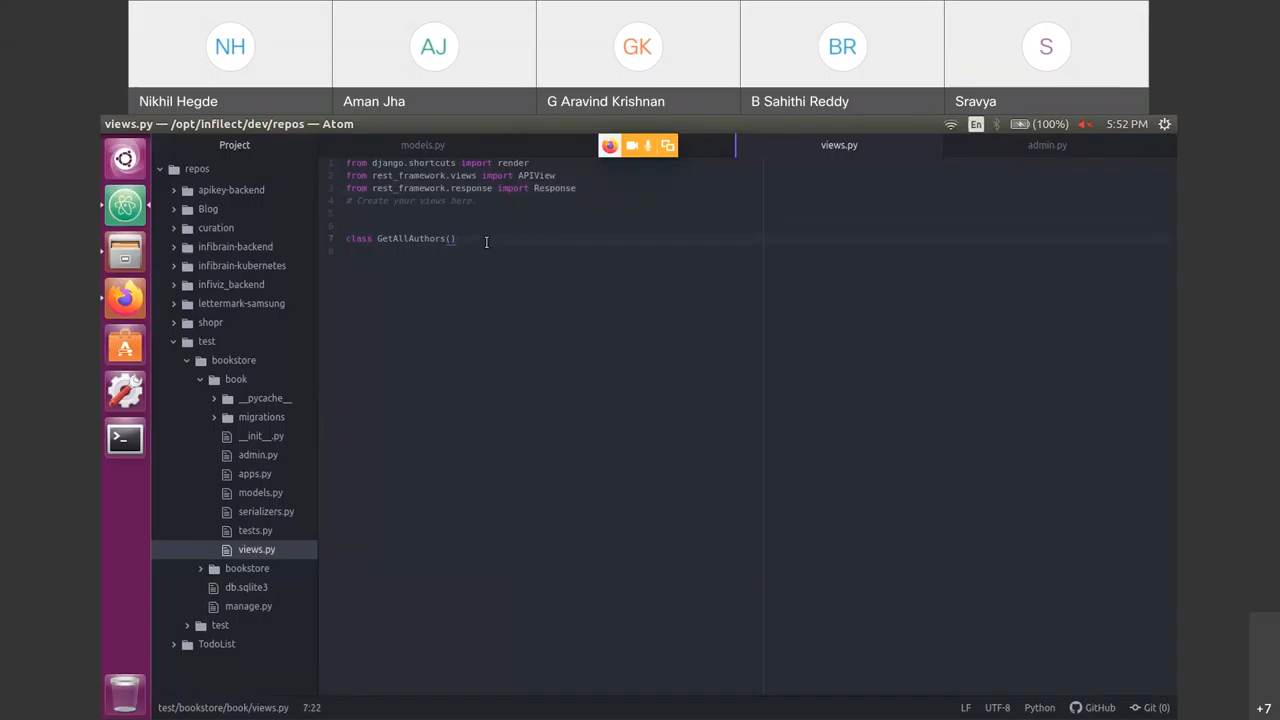 NH
AJ
GK
BR
S
Nikhil Hegde
Aman Jha
G Aravind Krishnan
B Sahithi Reddy
Sravya
views.py — /opt/infilect/dev/repos — Atom
En
(100%)
5:52 PM
Project
models.py
views.py
admin.py
repos
apikey-backend
Blog
curation
infibrain-backend
infibrain-kubernetes
infiviz_backend
lettermark-samsung
shopr
test
bookstore
book
__pycache__
migrations
__init__.py
admin.py
apps.py
models.py
serializers.py
tests.py
views.py
bookstore
db.sqlite3
manage.py
test
TodoList
1 from django.shortcuts import render
2 from rest_framework.views import APIView
3 from rest_framework.response import Response
4 # Create your views here.
5
6
7 class GetAllAuthors()
8
test/bookstore/book/views.py 7:22
LF UTF-8 Python GitHub Git (0)
+7